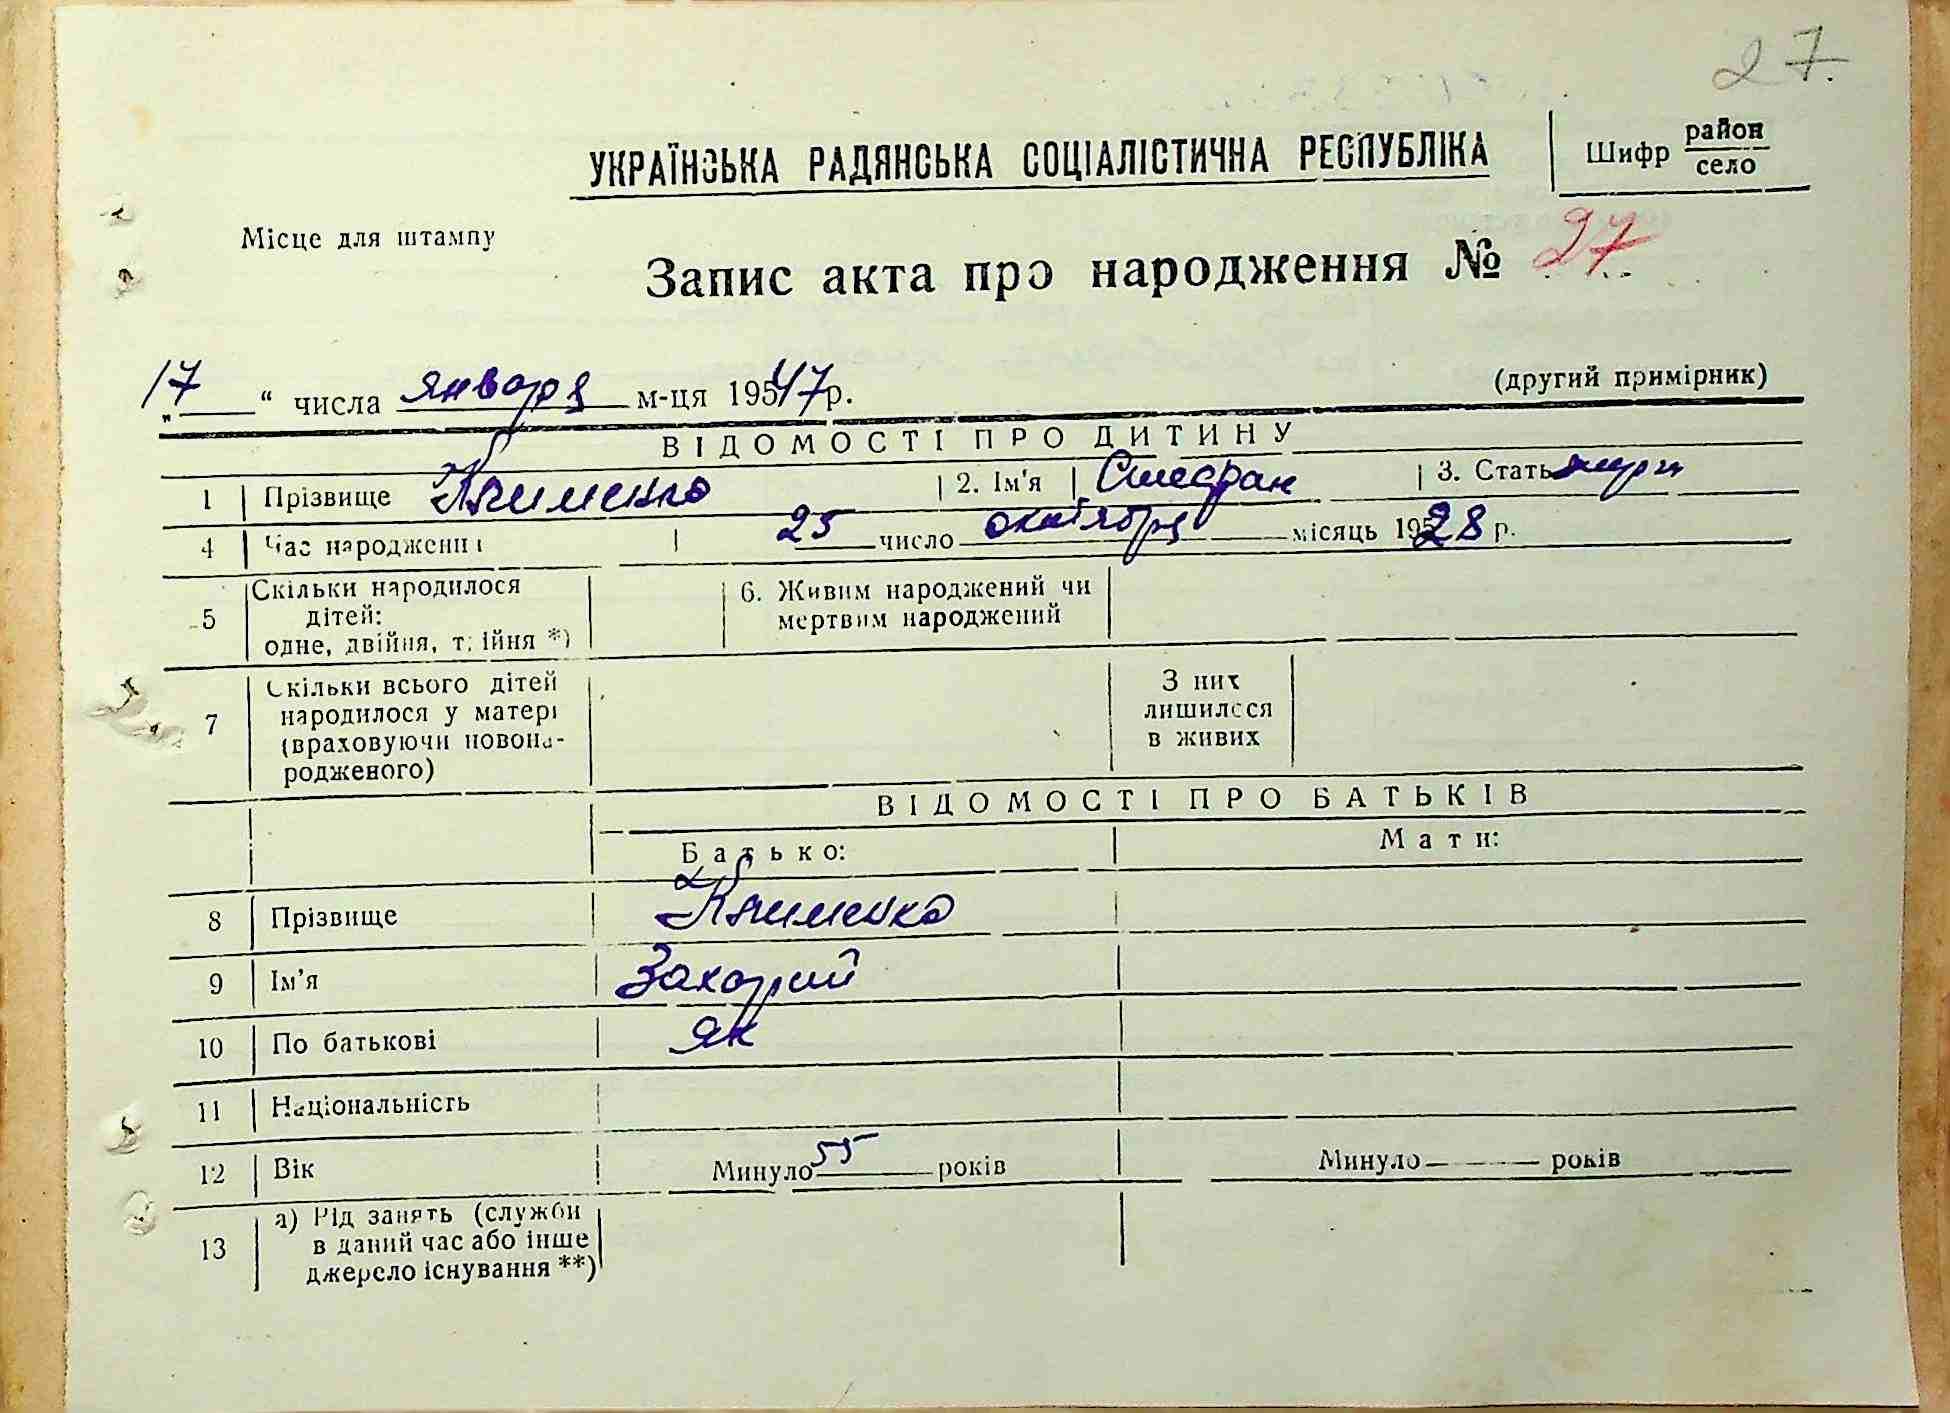 27.
УКРАЇНСЬКА РАДЯНСЬКА СОЦІАЛІСТИЧНА РЕСПУБЛІКА
Шифр район
село
Місце для штампу
Запис акта про народження № 27
„17“ числа января м-ця 19547 р.
(другий примірник)
ВІДОМОСТІ ПРО ДИТИНУ
1 Прізвище Клименко 2. Ім'я Стефан 3. Стать
4 Час народження 25 число октября місяць 1928 р.
5 Скільки народилося дітей: одне, двійня, трійня *)
6. Живим народжений чи мертвим народжений
7 Скільки всього дітей народилося у матері (враховуючи новонародженого)
З них лишилося в живих
ВІДОМОСТІ ПРО БАТЬКІВ
Батько: Мати:
8 Прізвище Клименко
9 Ім'я Захарий
10 По батькові Як
11 Національність
12 Вік Минуло 55 років Минуло років
13 а) Рід занять (служби в даний час або інше джерело існування **)